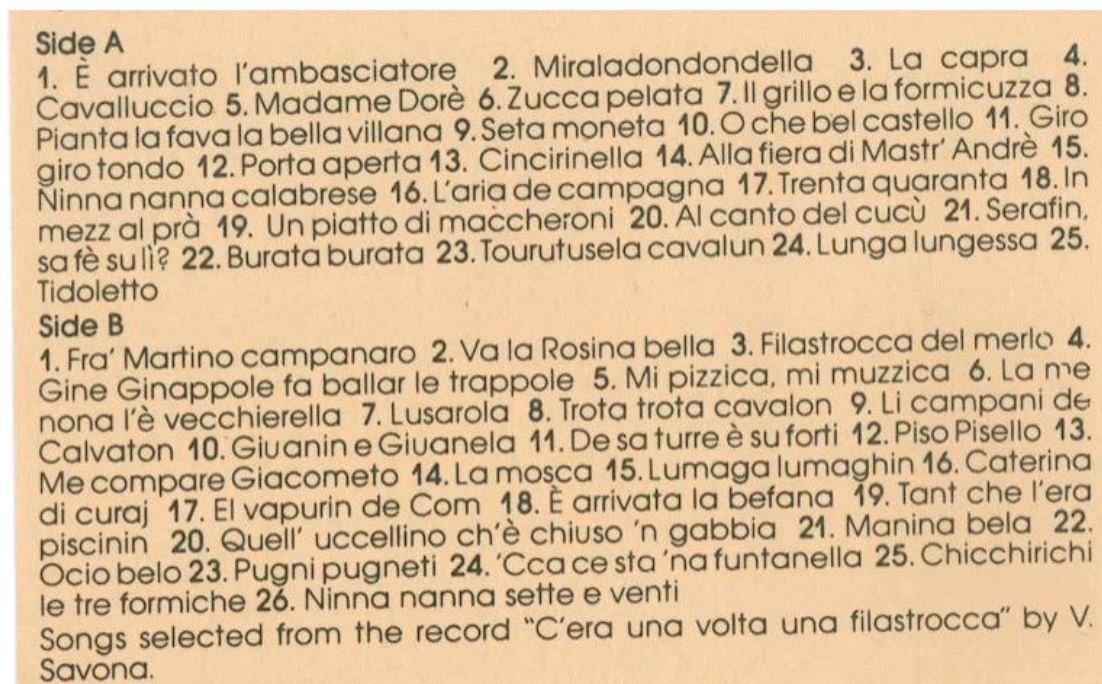 Side A
1. È arrivato l'ambasciatore 2. Miraladondondella 3. La capra 4.
Cavalluccio 5. Madame Dorè 6. Zucca pelata 7. Il grillo e la formicuzza 8.
Pianta la fava la bella villana 9. Seta moneta 10. O che bel castello 11. Giro
giro tondo 12. Porta aperta 13. Cincirinella 14. Alla fiera di Mastr' Andrè 15.
Ninna nanna calabrese 16. L'aria de campagna 17. Trenta quaranta 18. In
mezz al prà 19. Un piatto di maccheroni 20. Al canto del cucù 21. Serafin,
sa fè su lì? 22. Burata burata 23. Tourutusela cavalun 24. Lunga lungessa 25.
Tidoletto
Side B
1. Fra' Martino campanaro 2. Va la Rosina bella 3. Filastrocca del merlo 4.
Gine Ginappole fa ballar le trappole 5. Mi pizzica, mi muzzica 6. La me
nona l'è vecchierella 7. Lusarola 8. Trota trota cavalon 9. Li campani de
Calvaton 10. Giuanin e Giuanela 11. De sa turre è su forti 12. Piso Pisello 13.
Me compare Giacometo 14. La mosca 15. Lumaga lumaghin 16. Caterina
di curaj 17. El vapurin de Com 18. È arrivata la befana 19. Tant che l'era
piscinin 20. Quell' uccellino ch'è chiuso 'n gabbia 21. Manina bela 22.
Ocio belo 23. Pugni pugneti 24. 'Cca ce sta 'na funtanella 25. Chicchirichi
le tre formiche 26. Ninna nanna sette e venti
Songs selected from the record "C'era una volta una filastrocca" by V.
Savona.